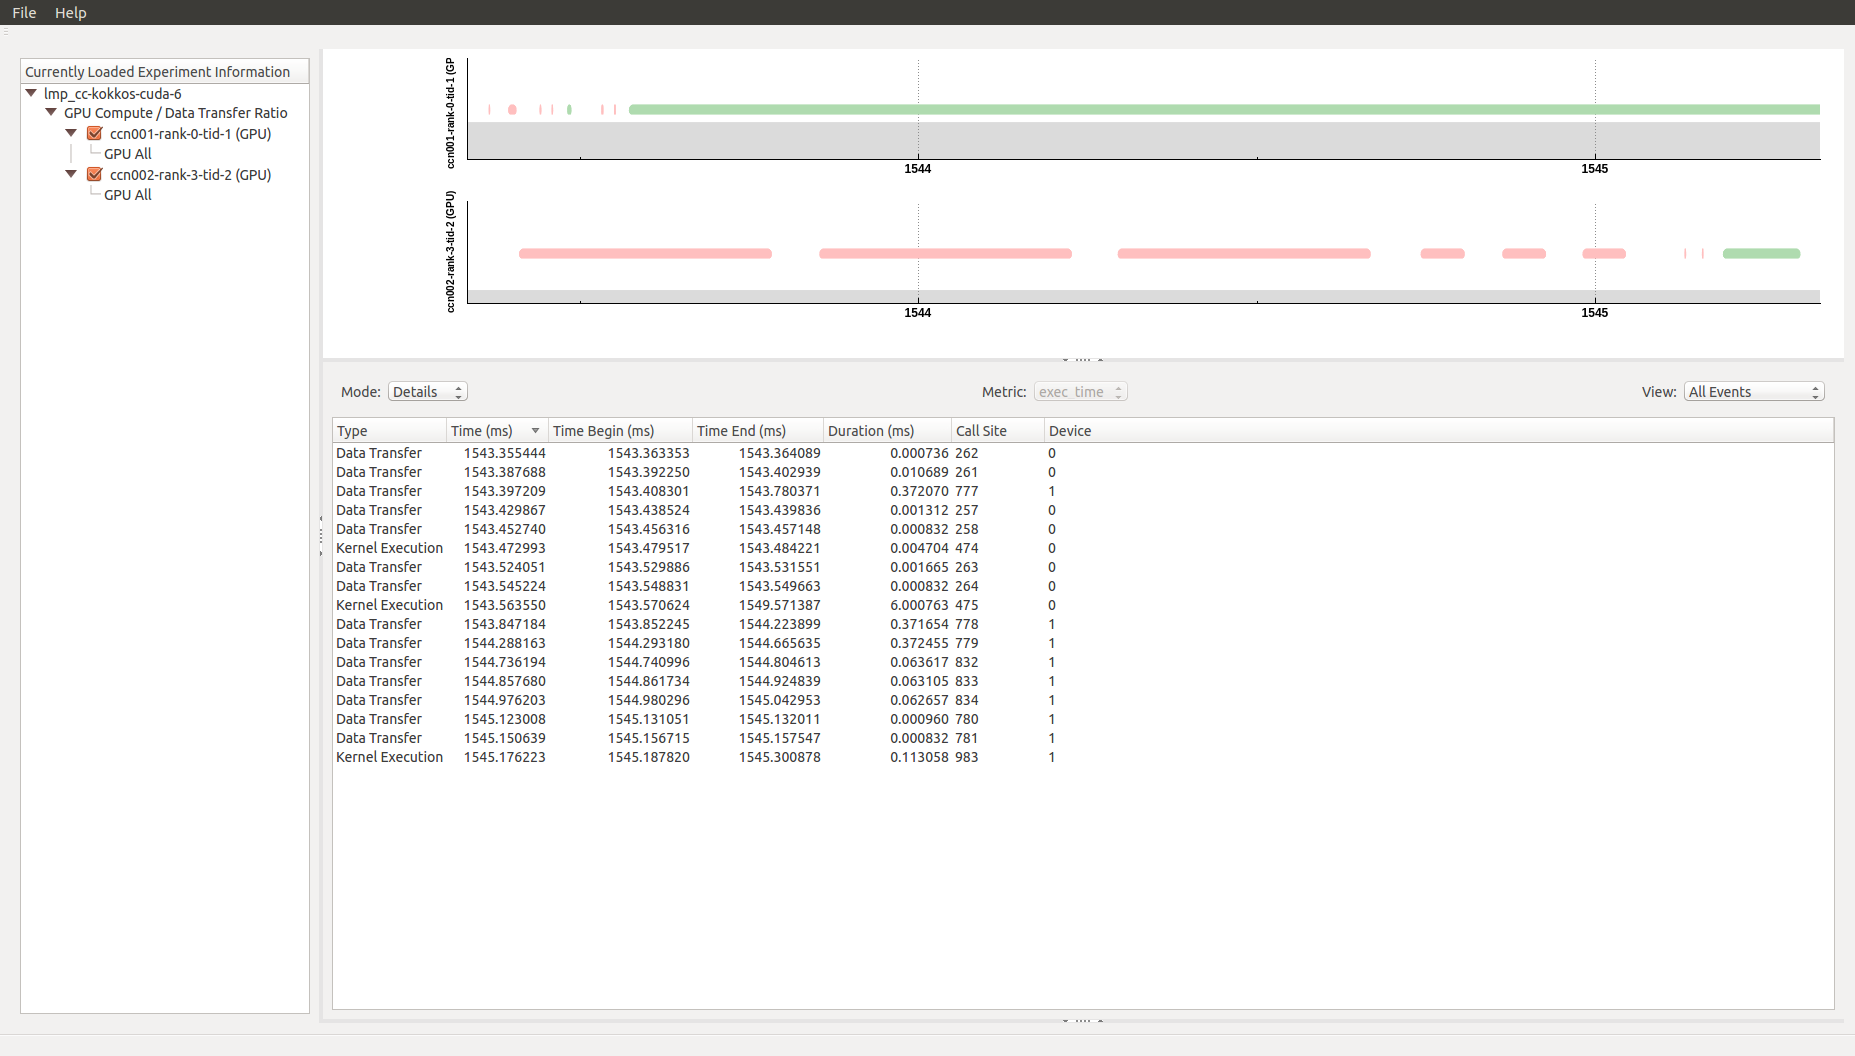 File Help
Currently Loaded Experiment Information
lmp_cc-kokkos-cuda-6
GPU Compute / Data Transfer Ratio
ccn001-rank-0-tid-1 (GPU)
GPU All
ccn002-rank-3-tid-2 (GPU)
GPU All
ccn001-rank-0-tid-1 (GP
1544 1545
ccn002-rank-3-tid-2 (GPU)
1544 1545
Mode: Details Metric: exec_time View: All Events
Type Time (ms) Time Begin (ms) Time End (ms) Duration (ms) Call Site Device
Data Transfer 1543.355444 1543.363353 1543.364089 0.000736 262 0
Data Transfer 1543.387688 1543.392250 1543.402939 0.010689 261 0
Data Transfer 1543.397209 1543.408301 1543.780371 0.372070 777 1
Data Transfer 1543.429867 1543.438524 1543.439836 0.001312 257 0
Data Transfer 1543.452740 1543.456316 1543.457148 0.000832 258 0
Kernel Execution 1543.472993 1543.479517 1543.484221 0.004704 474 0
Data Transfer 1543.524051 1543.529886 1543.531551 0.001665 263 0
Data Transfer 1543.545224 1543.548831 1543.549663 0.000832 264 0
Kernel Execution 1543.563550 1543.570624 1549.571387 6.000763 475 0
Data Transfer 1543.847184 1543.852245 1544.223899 0.371654 778 1
Data Transfer 1544.288163 1544.293180 1544.665635 0.372455 779 1
Data Transfer 1544.736194 1544.740996 1544.804613 0.063617 832 1
Data Transfer 1544.857680 1544.861734 1544.924839 0.063105 833 1
Data Transfer 1544.976203 1544.980296 1545.042953 0.062657 834 1
Data Transfer 1545.123008 1545.131051 1545.132011 0.000960 780 1
Data Transfer 1545.150639 1545.156715 1545.157547 0.000832 781 1
Kernel Execution 1545.176223 1545.187820 1545.300878 0.113058 983 1